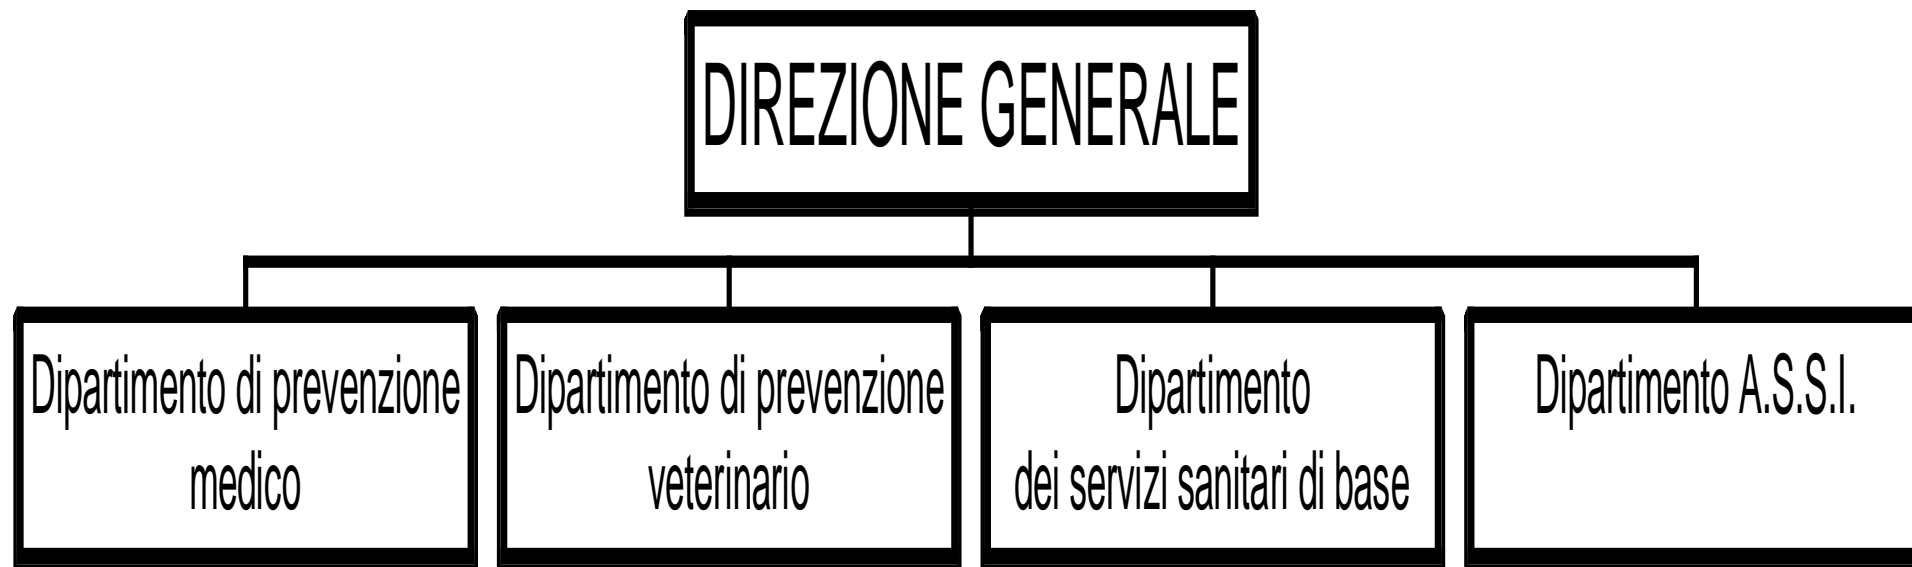 DIREZIONE GENERALE
Dipartimento di prevenzione
medico
Dipartimento di prevenzione
veterinario
Dipartimento
dei servizi sanitari di base
Dipartimento A.S.S.I.